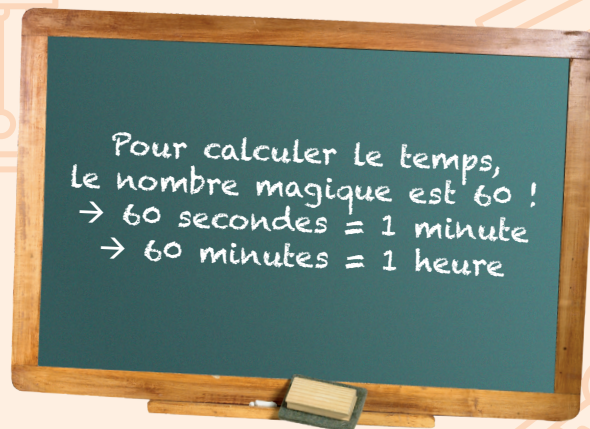 Pour calculer le temps,
le nombre magique est 60 !
→ 60 secondes = 1 minute
→ 60 minutes = 1 heure